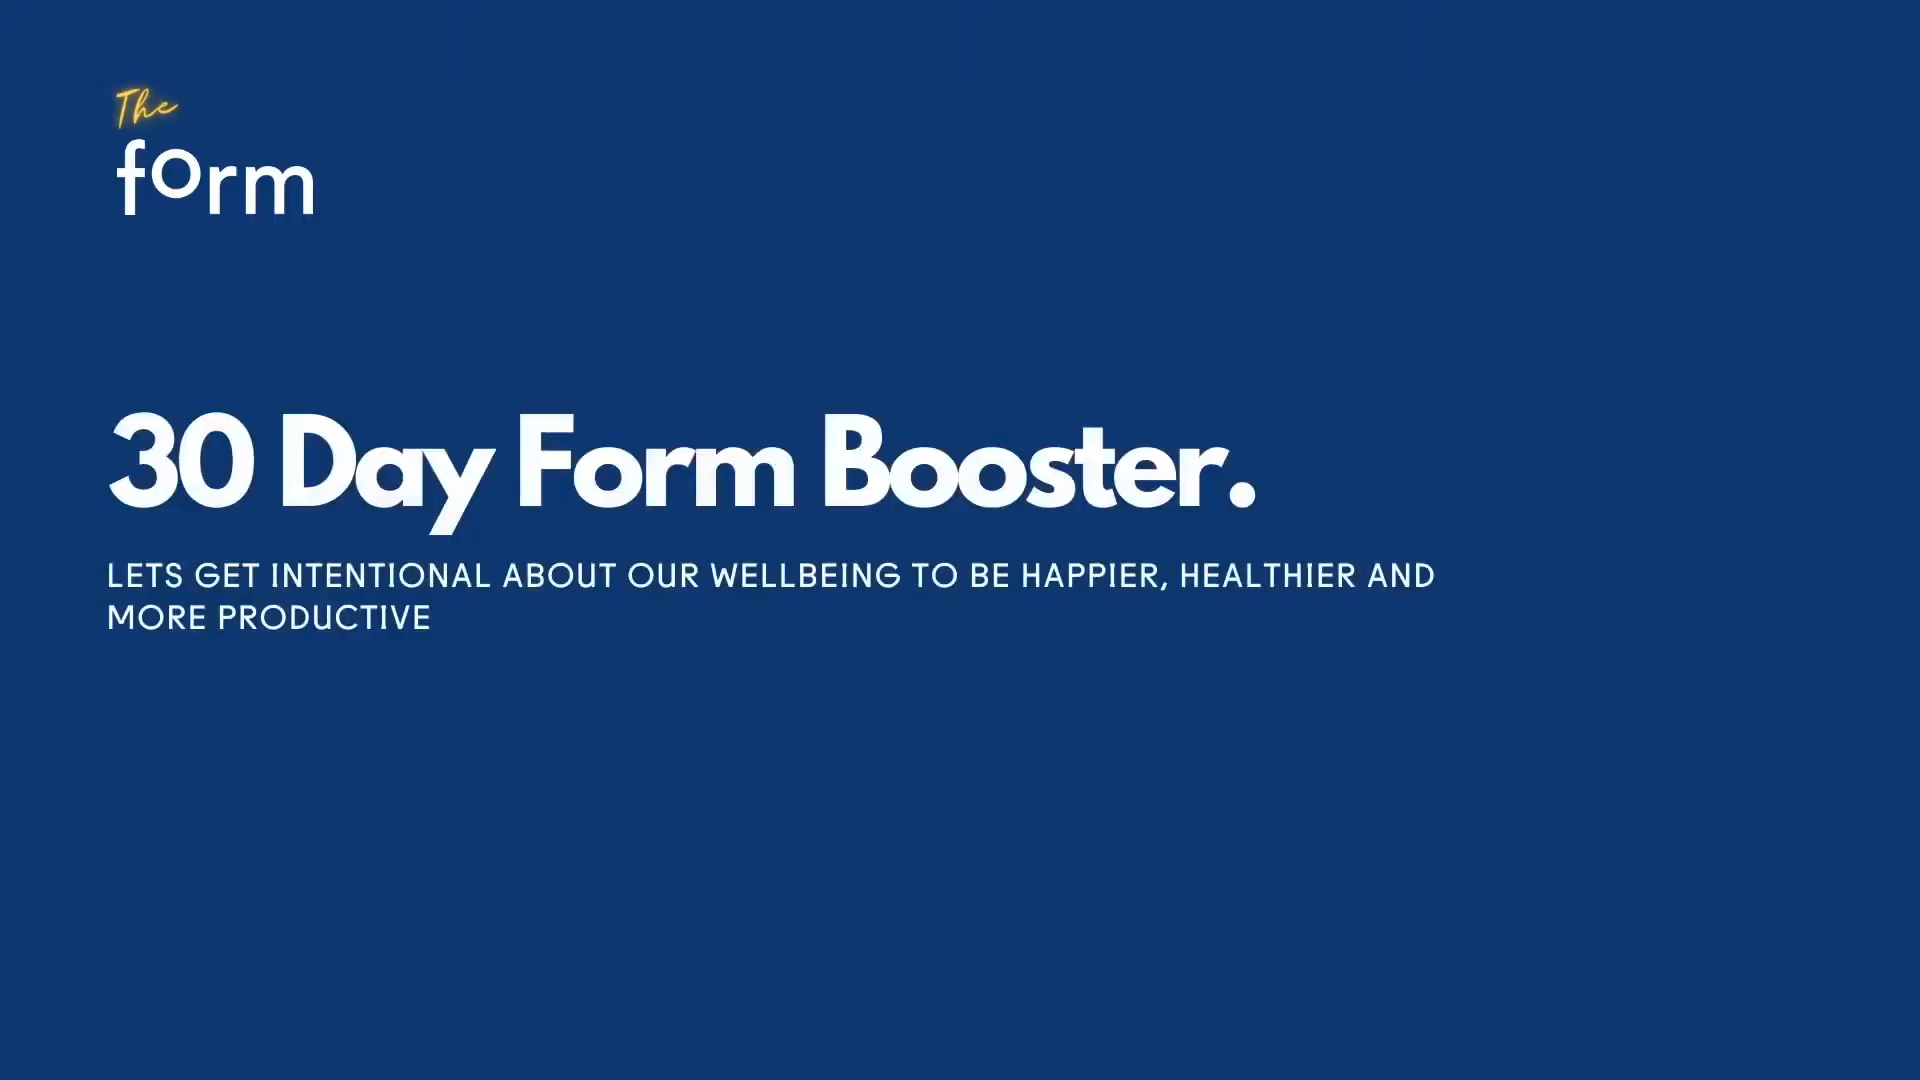 The
form
30 Day Form Booster.
LETS GET INTENTIONAL ABOUT OUR WELLBEING TO BE HAPPIER, HEALTHIER AND
MORE PRODUCTIVE